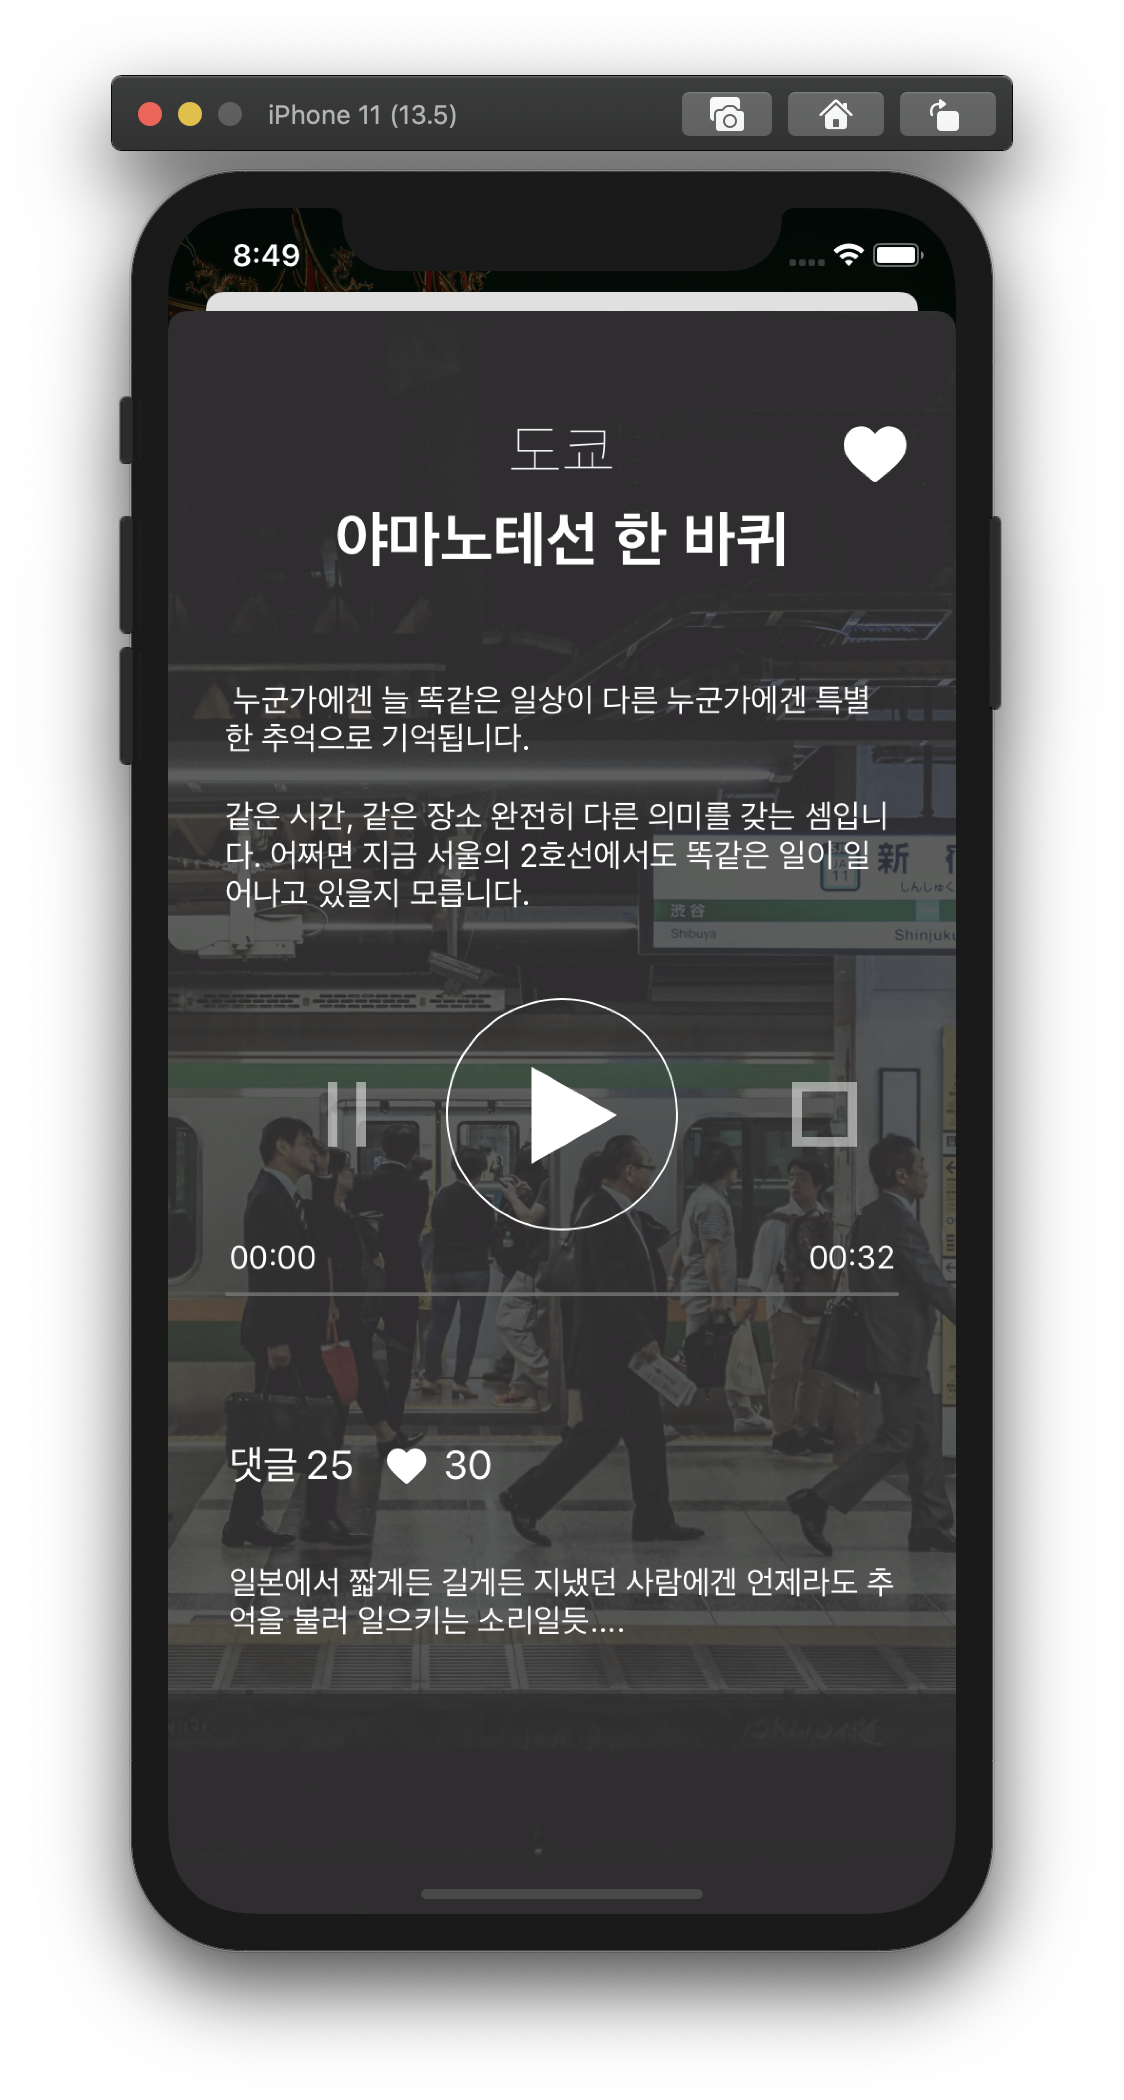 iPhone 11 (13.5)
8:49
도쿄
야마노테선 한 바퀴
누군가에겐 늘 똑같은 일상이 다른 누군가에겐 특별
한 추억으로 기억됩니다.
같은 시간, 같은 장소 완전히 다른 의미를 갖는 셈입니
다. 어쩌면 지금 서울의 2호선에서도 똑같은 일이 일
어나고 있을지 모릅니다.
11
新
しんじゅく
渋谷
Shibuya
Shinjuku
00:00
00:32
댓글 25 30
일본에서 짧게든 길게든 지냈던 사람에겐 언제라도 추
억을 불러 일으키는 소리일듯....